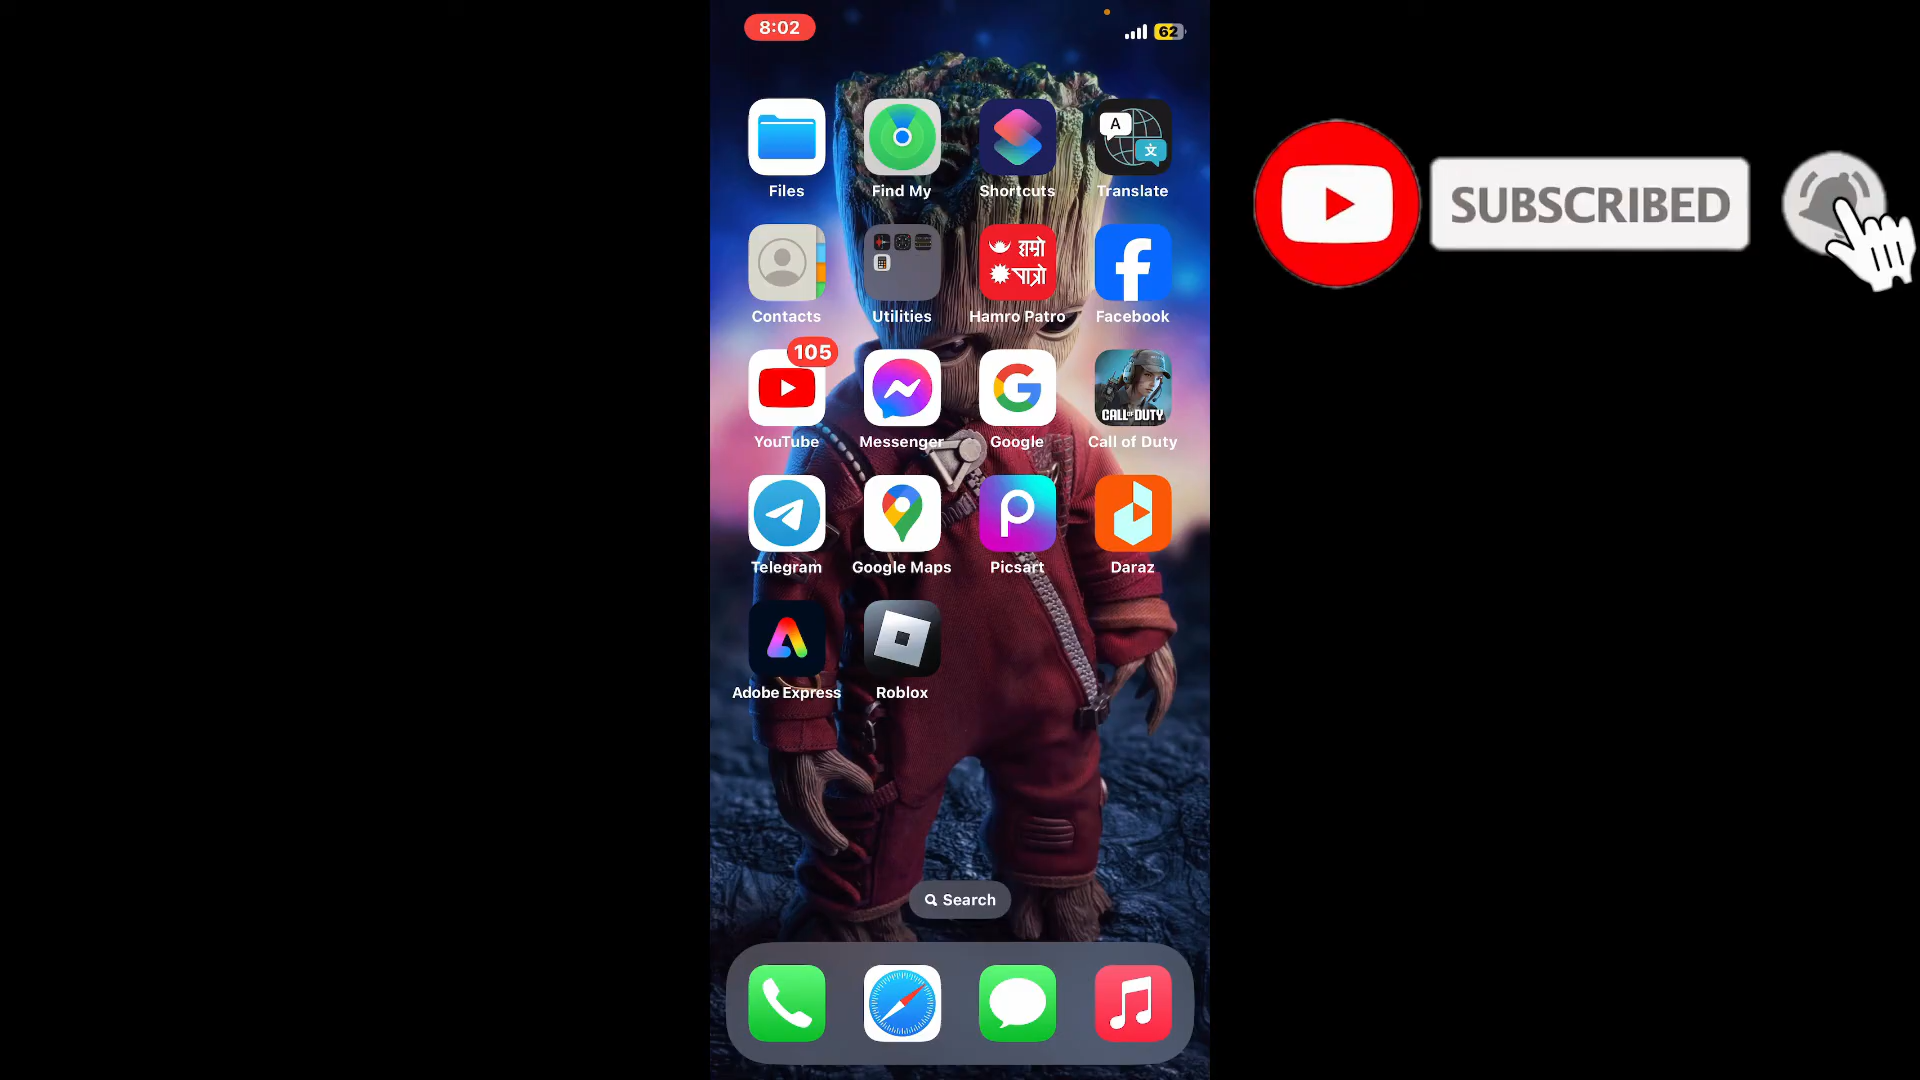 8:02
62
A
文
Files
Find My
Shortcuts
Translate
हाम्रो
पात्रो
Contacts
Utilities
Hamro Patro
Facebook
105
CALL OF DUTY
YouTube
Messenger
Google
Call of Duty
Telegram
Google Maps
Picsart
Daraz
Adobe Express
Roblox
Search
SUBSCRIBED